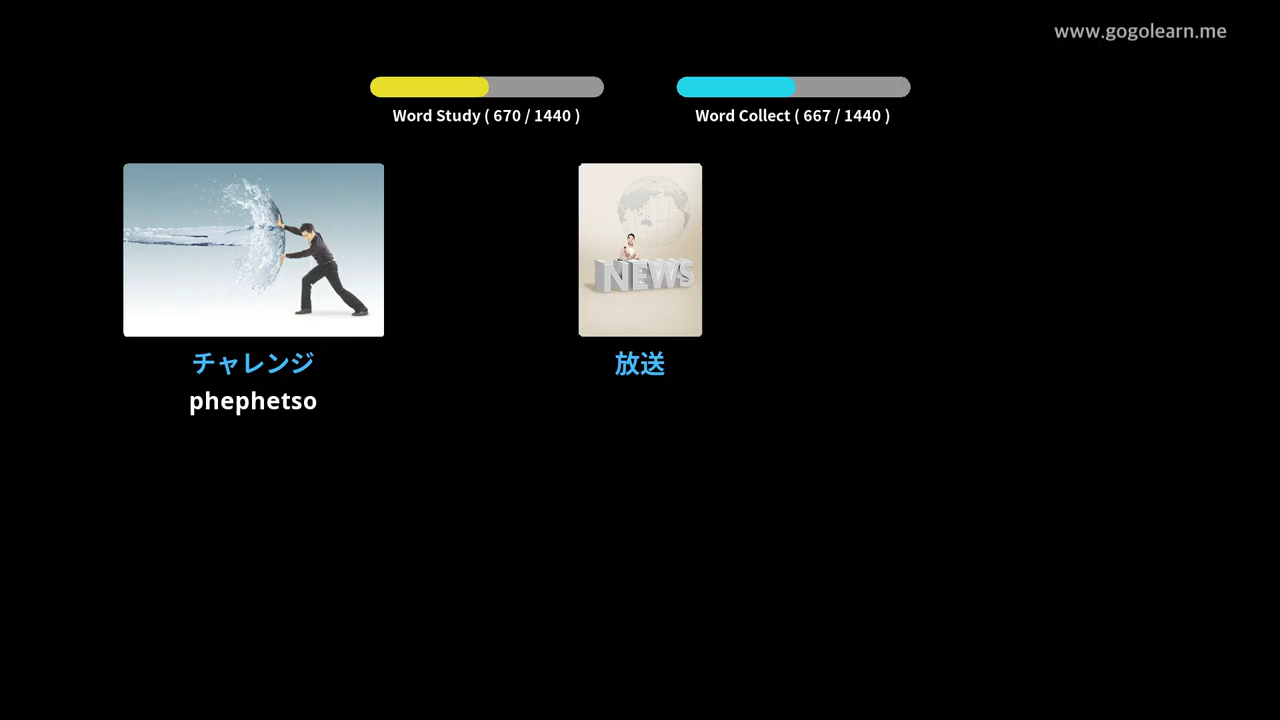 www.gogolearn.me
Word Study ( 670 / 1440 )
Word Collect ( 667 / 1440 )
NEWS
チャレンジ
放送
phephetso